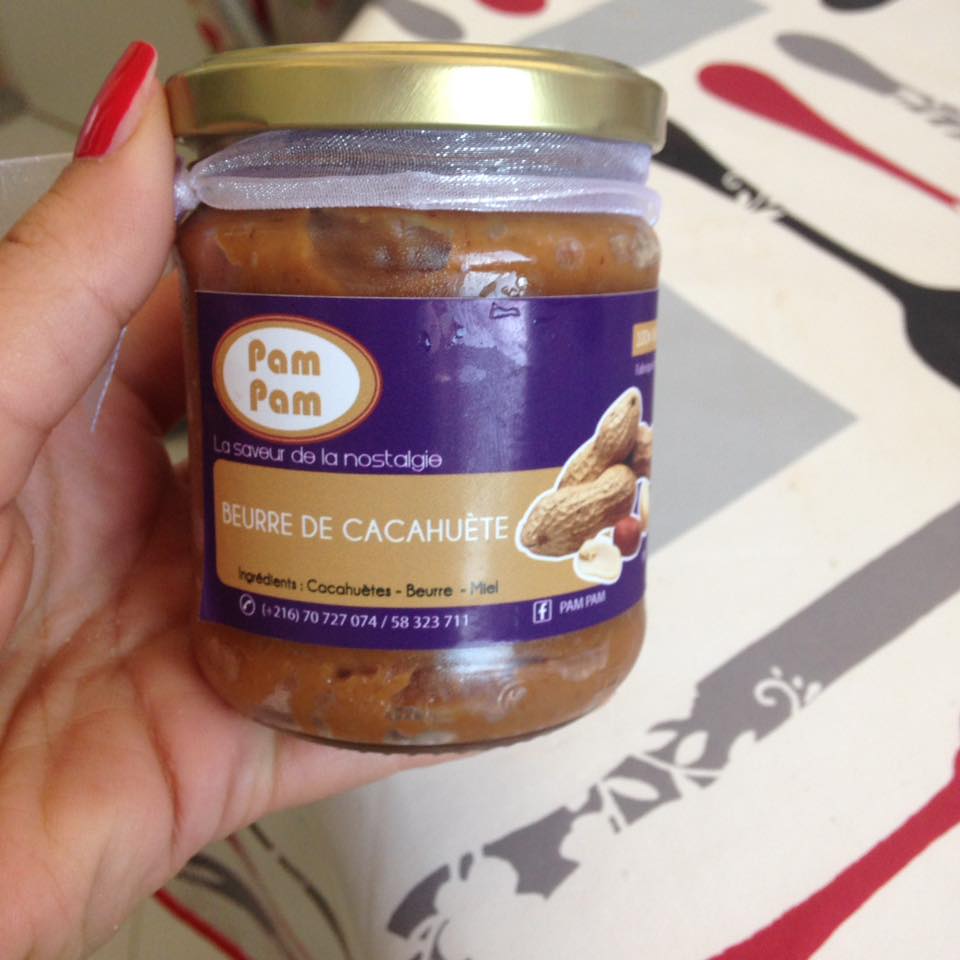 Pam
Pam
La saveur de la nostalgie
BEURRE DE CACAHUÈTE
Ingrédients : Cacahuètes - Beurre - Miel
(+216) 70 727 074 / 58 323 711
f PAM PAM